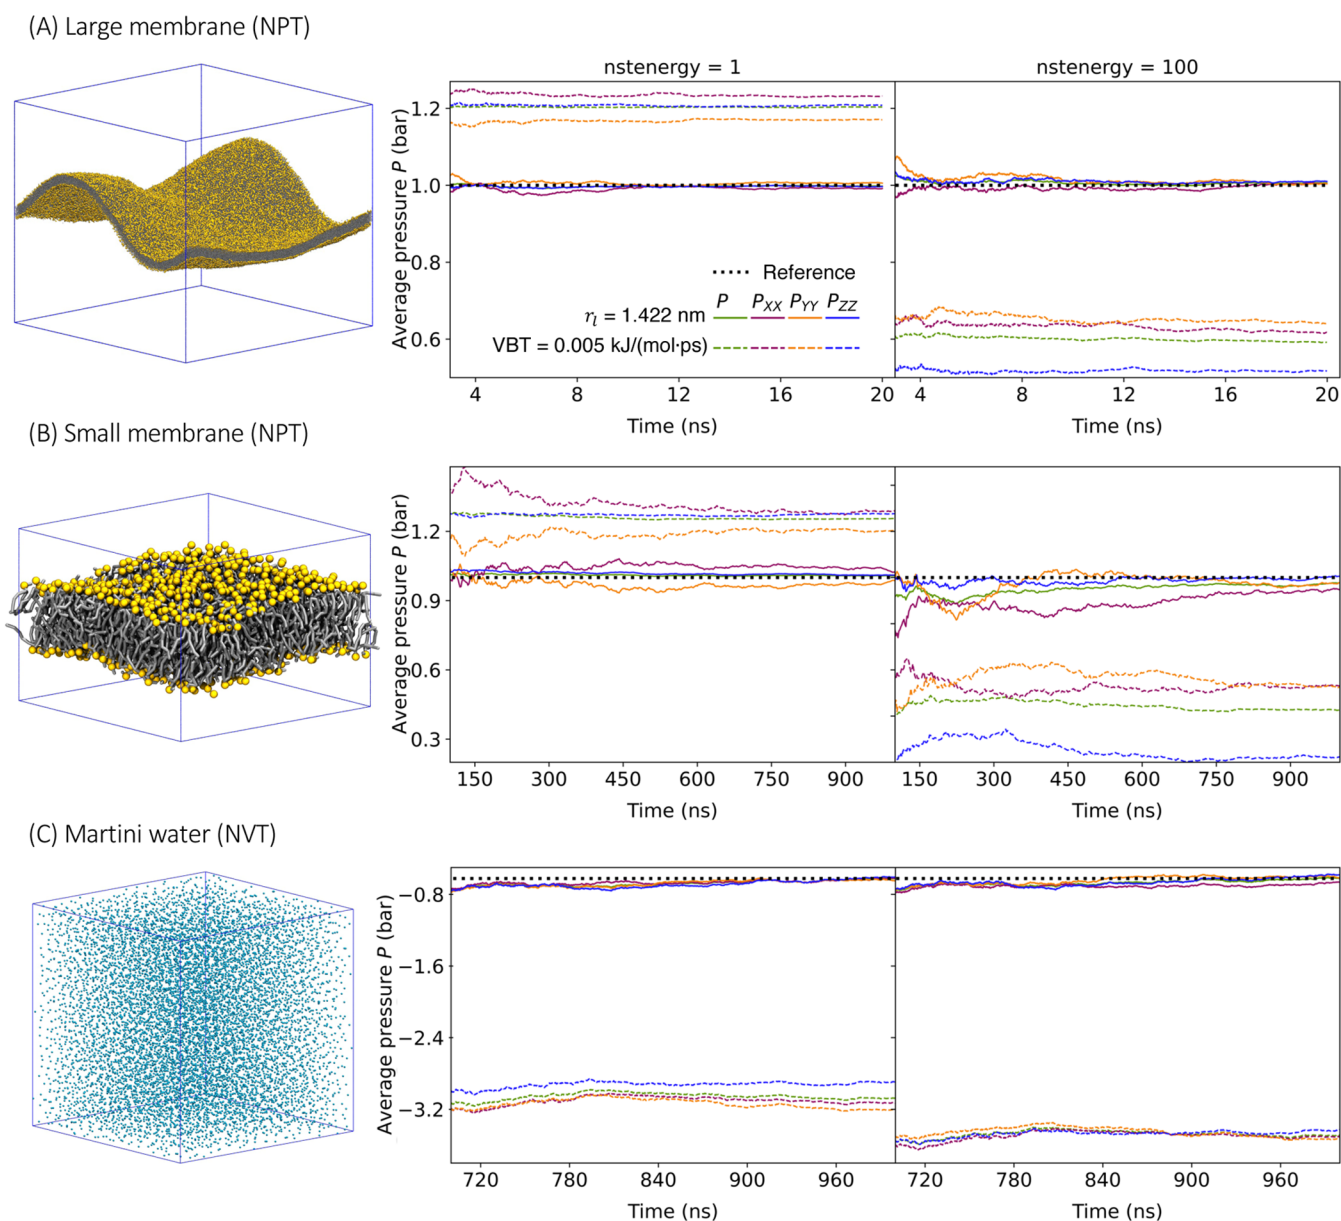 (A) Large membrane (NPT)
nstenergy = 1
nstenergy = 100
Average pressure P (bar)
1.2
1.0
0.8
0.6
Reference
P P_XX P_YY P_ZZ
r_l = 1.422 nm
VBT = 0.005 kJ/(mol·ps)
4 8 12 16 20
4 8 12 16 20
Time (ns)
Time (ns)
(B) Small membrane (NPT)
Average pressure P (bar)
1.2
0.9
0.6
0.3
150 300 450 600 750 900
150 300 450 600 750 900
Time (ns)
Time (ns)
(C) Martini water (NVT)
Average pressure P (bar)
−0.8
−1.6
−2.4
−3.2
720 780 840 900 960
720 780 840 900 960
Time (ns)
Time (ns)